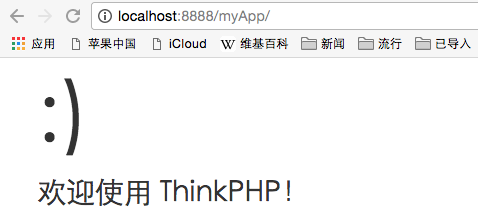 localhost:8888/myApp/
应用 苹果中国 iCloud W 维基百科 新闻 流行 已导入
:)
欢迎使用 ThinkPHP！